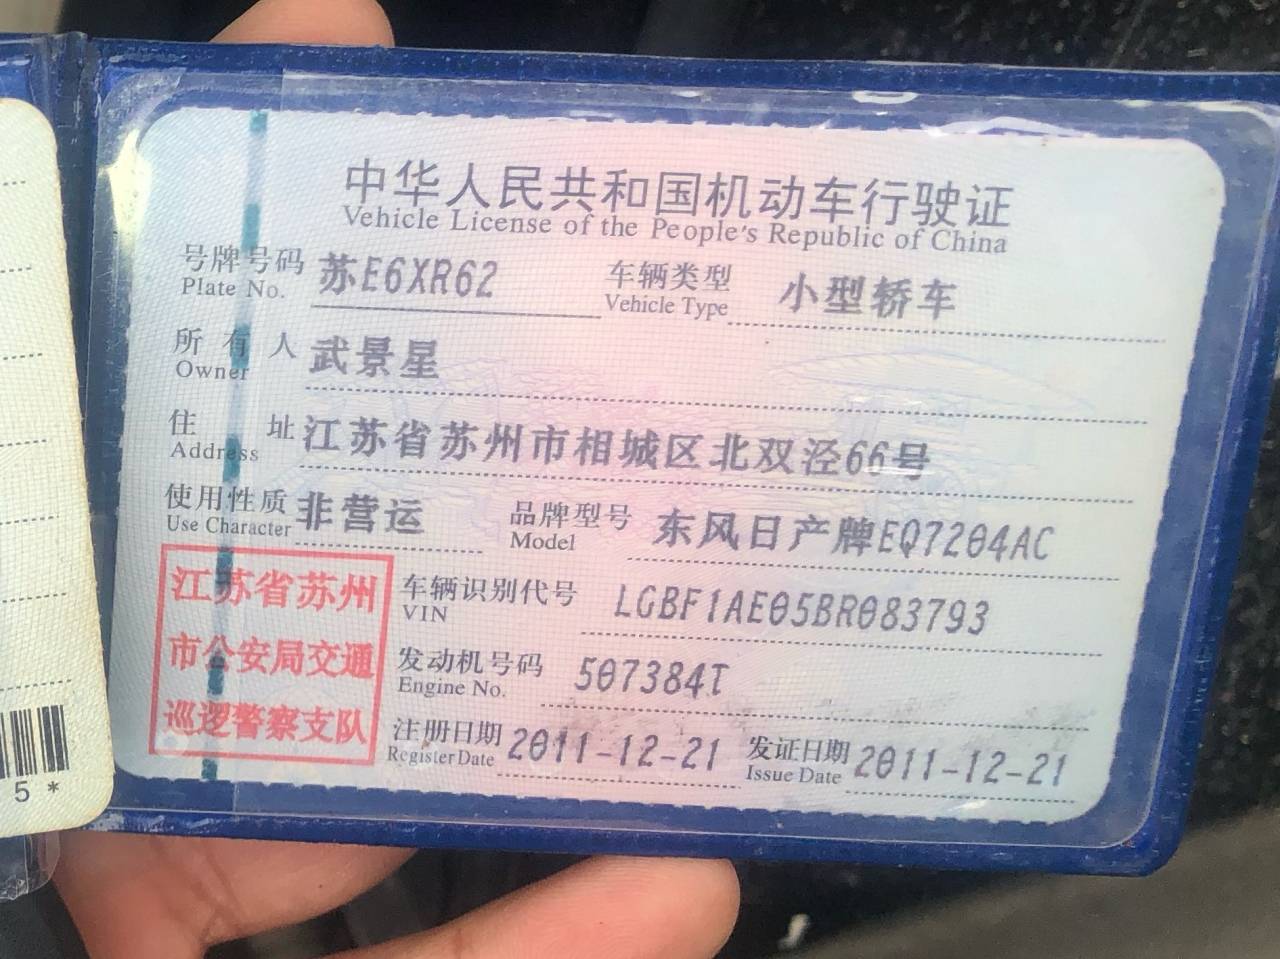 中华人民共和国机动车行驶证
Vehicle License of the People's Republic of China
号牌号码 苏E6XR62 车辆类型 小型轿车
Plate No. Vehicle Type
所有人 武景星
Owner
住址 江苏省苏州市相城区北双泾66号
Address
使用性质 非营运 品牌型号 东风日产牌EQ7204AC
Use Character Model
江苏省苏州
市公安局交通
巡逻警察支队
车辆识别代号 LGBF1AE05BR083793
VIN
发动机号码 507384T
Engine No.
注册日期 2011-12-21 发证日期 2011-12-21
Register Date Issue Date
5*